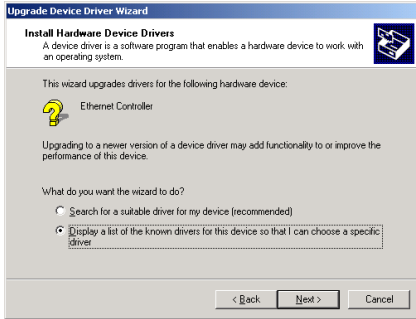 Upgrade Device Driver Wizard
Install Hardware Device Drivers
A device driver is a software program that enables a hardware device to work with
an operating system.
This wizard upgrades drivers for the following hardware device:
Ethernet Controller
Upgrading to a newer version of a device driver may add functionality to or improve the
performance of this device.
What do you want the wizard to do?
Search for a suitable driver for my device (recommended)
Display a list of the known drivers for this device so that I can choose a specific
driver
< Back
Next >
Cancel